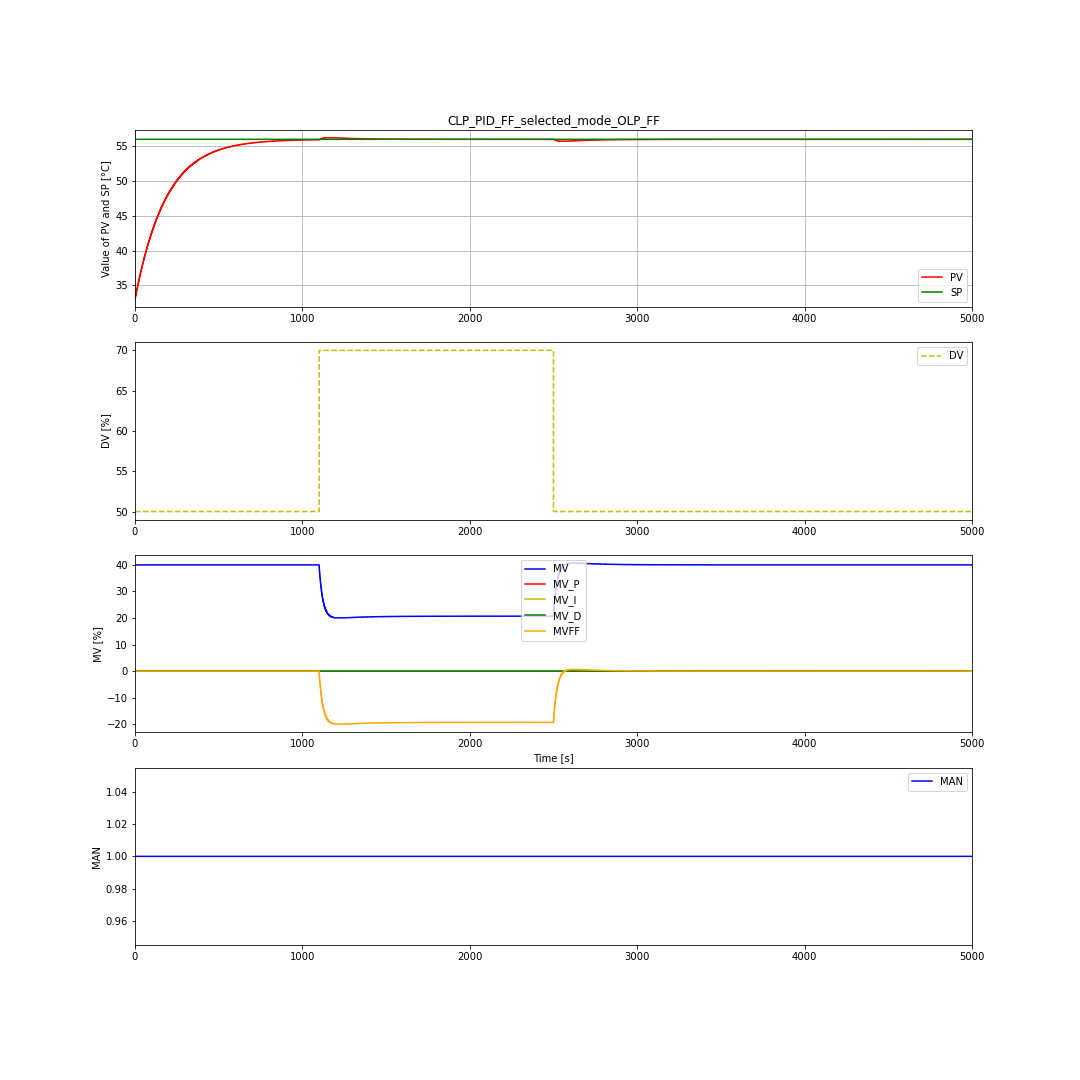 CLP_PID_FF_selected_mode_OLP_FF
Value of PV and SP [°C]
55
50
45
40
35
PV
SP
0 1000 2000 3000 4000 5000
DV [%]
70
65
60
55
50
DV
0 1000 2000 3000 4000 5000
MV [%]
40
30
20
10
0
−10
−20
MV
MV_P
MV_I
MV_D
MVFF
0 1000 2000 3000 4000 5000
Time [s]
MAN
1.04
1.02
1.00
0.98
0.96
MAN
0 1000 2000 3000 4000 5000